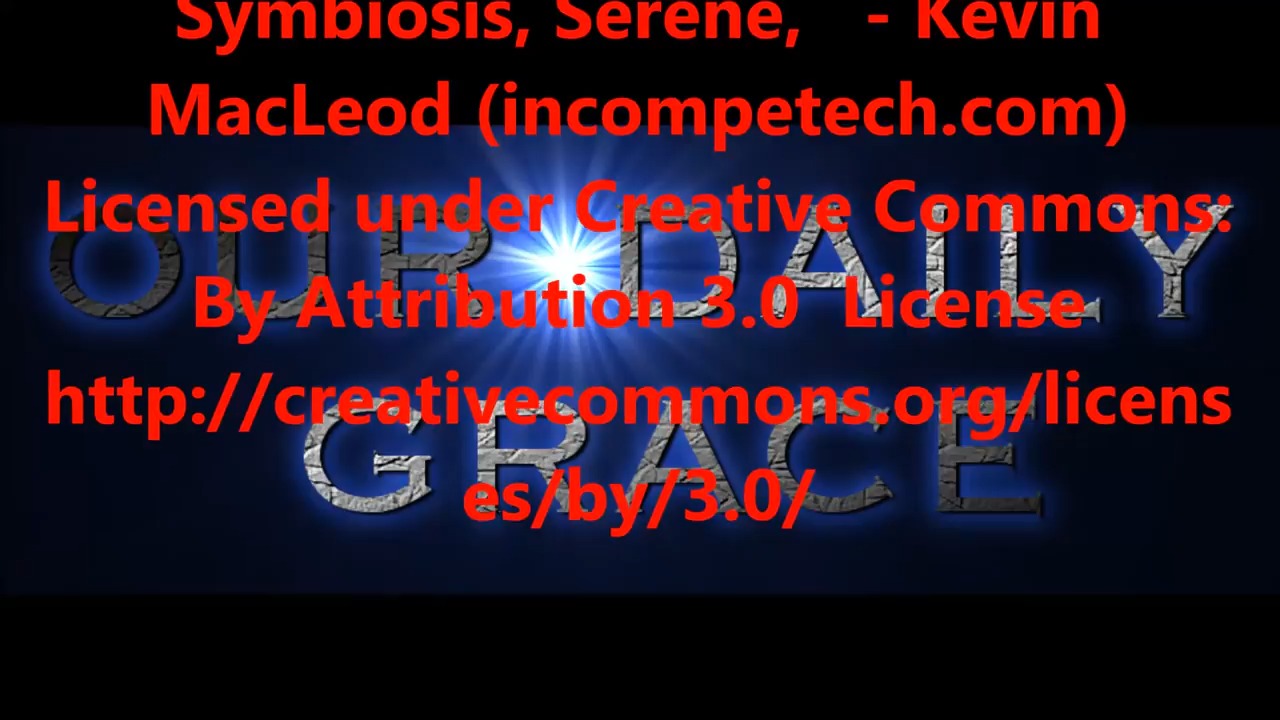 Symbiosis, Serene,   - Kevin
MacLeod (incompetech.com)
Licensed under Creative Commons:
By Attribution 3.0  License
http://creativecommons.org/licens
es/by/3.0/
OUR DAILY
GRACE